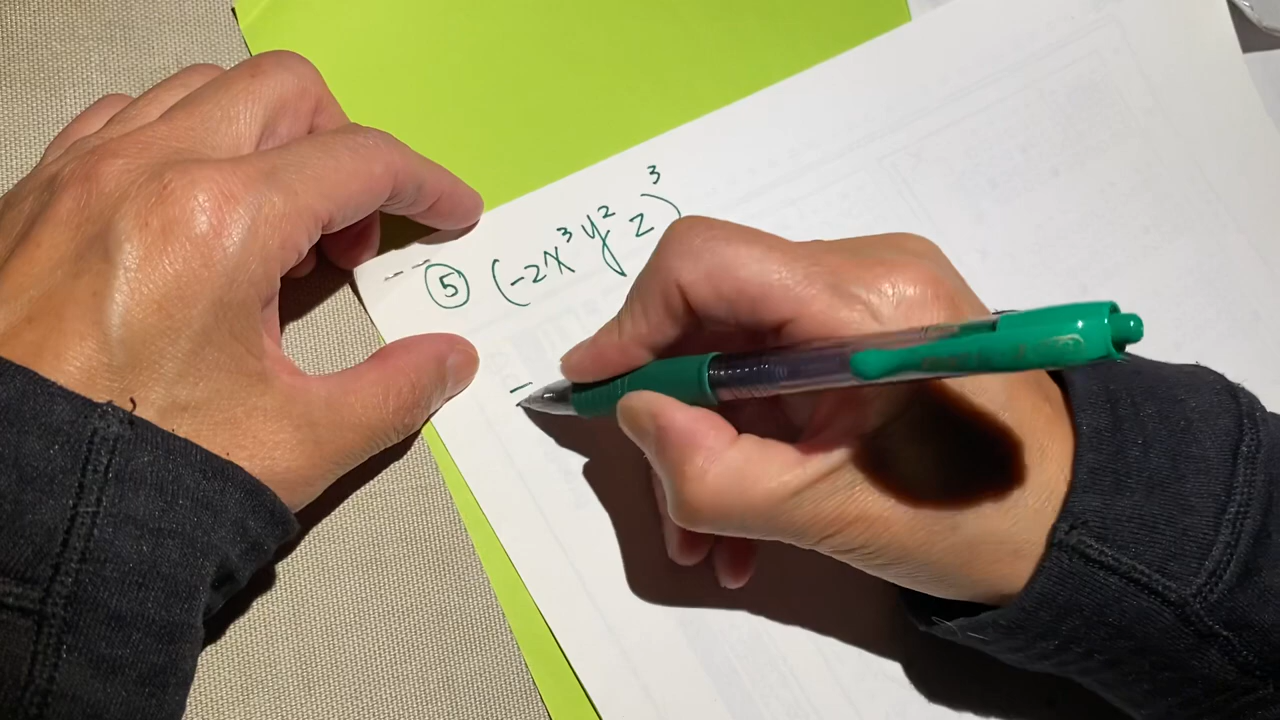 ⑤ (-2x³y²z)³
=